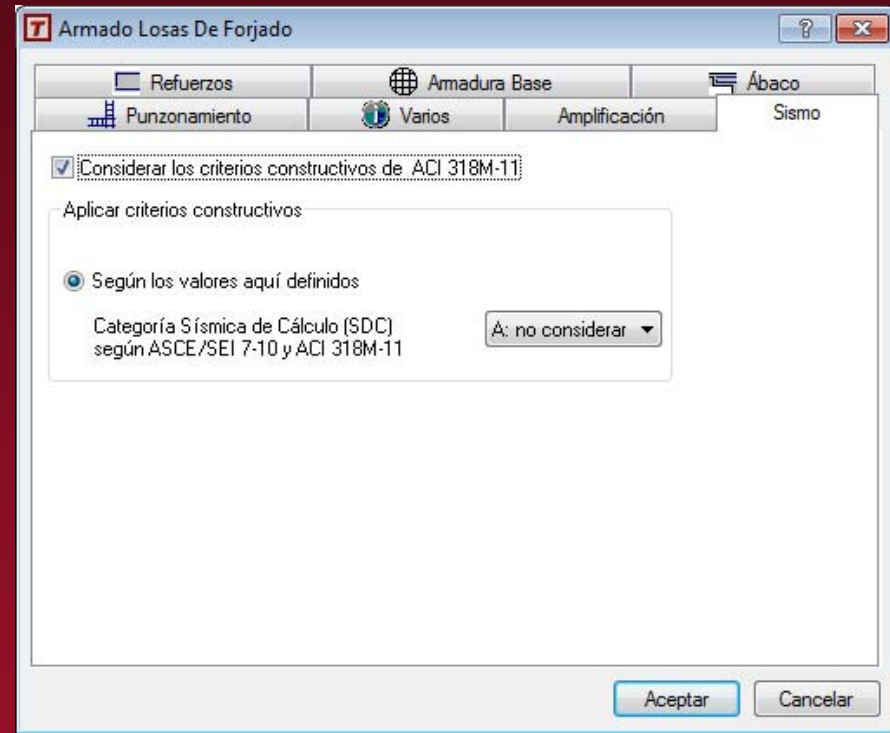 Armado Losas De Forjado
Refuerzos
Armadura Base
Ábaco
Punzonamiento
Varios
Amplificación
Sismo
Considerar los criterios constructivos de ACI 318M-11
Aplicar criterios constructivos
Según los valores aquí definidos
Categoría Sísmica de Cálculo (SDC)
según ASCE/SEI 7-10 y ACI 318M-11
A: no considerar
Aceptar
Cancelar